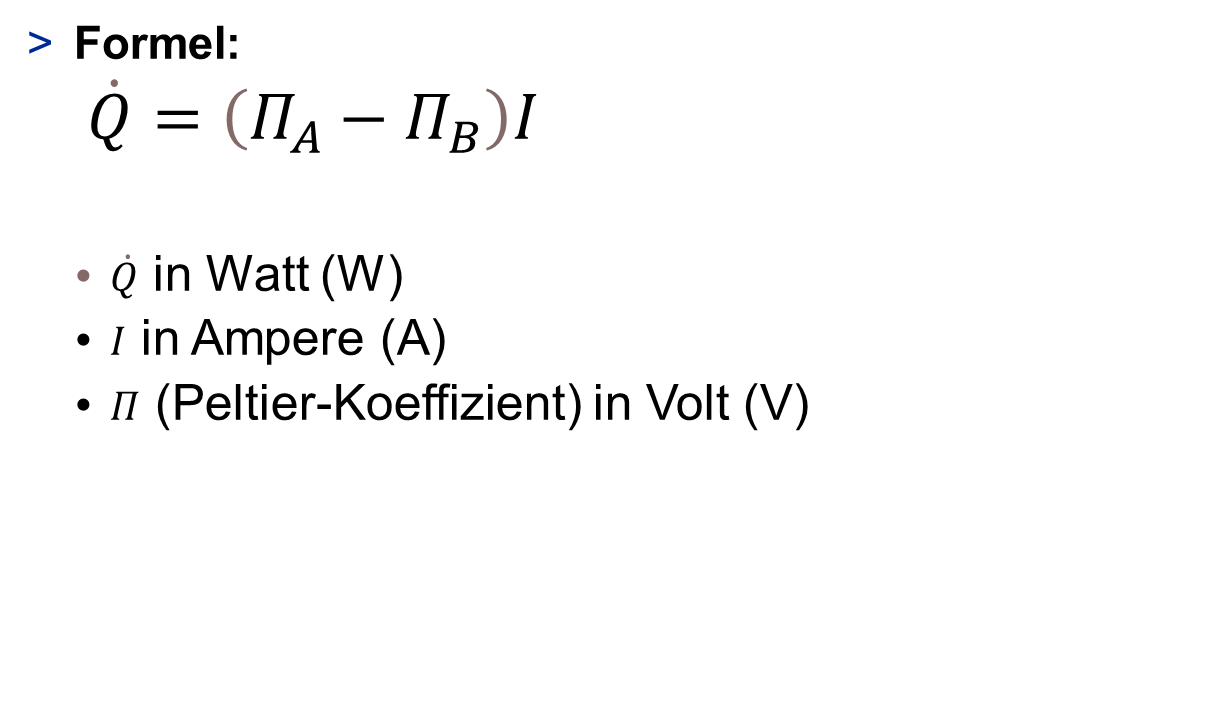 > Formel:
Q̇ = (Π_A − Π_B)I
• Q̇ in Watt (W)
• I in Ampere (A)
• Π (Peltier-Koeffizient) in Volt (V)